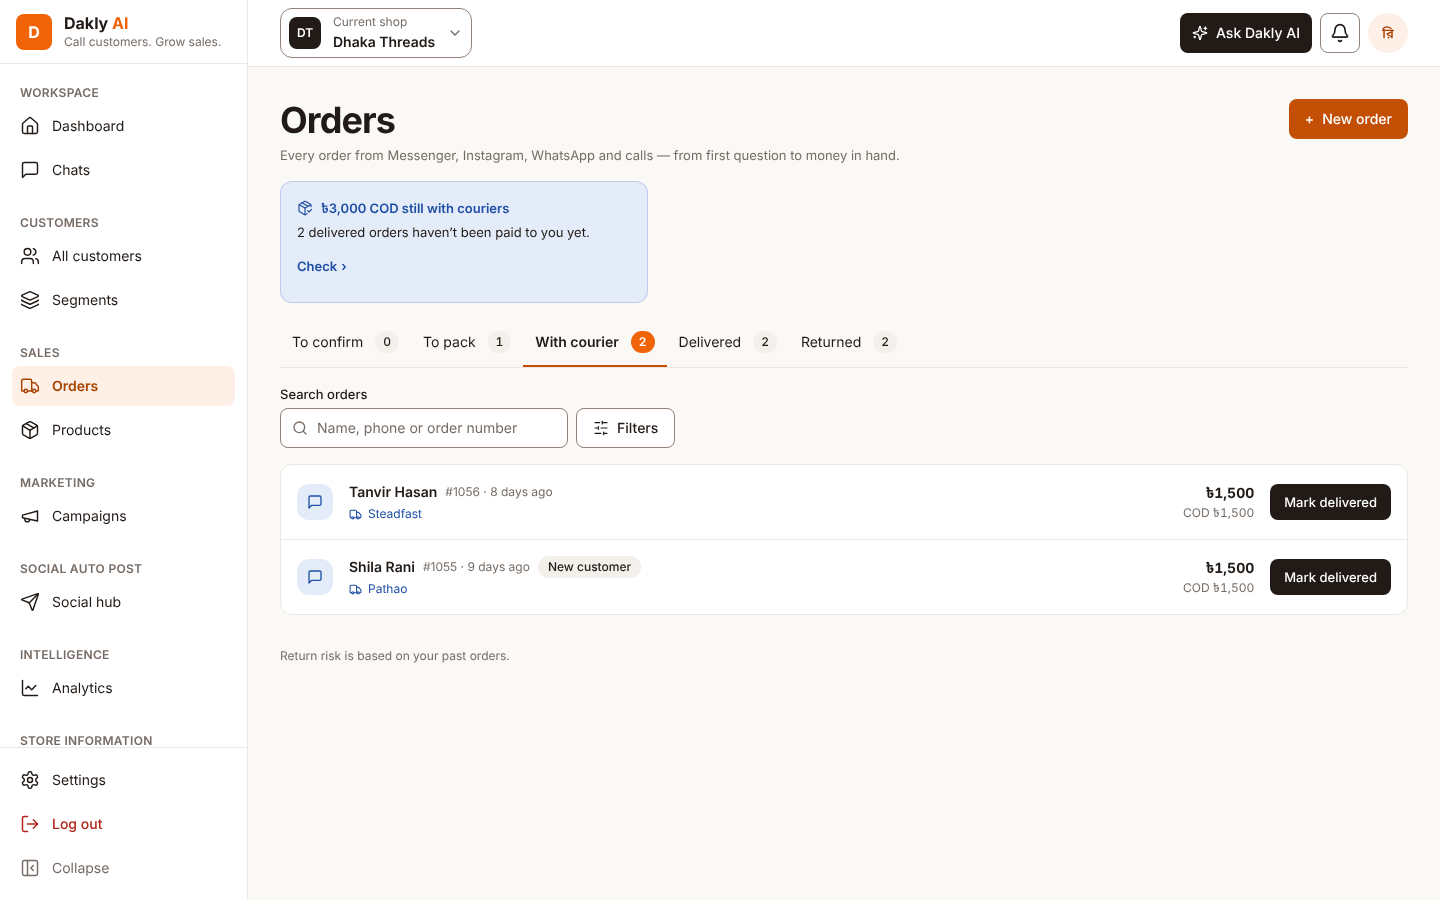 D
Dakly AI
Call customers. Grow sales.
WORKSPACE
Dashboard
Chats
CUSTOMERS
All customers
Segments
SALES
Orders
Products
MARKETING
Campaigns
SOCIAL AUTO POST
Social hub
INTELLIGENCE
Analytics
STORE INFORMATION
Settings
Log out
Collapse
DT
Current shop
Dhaka Threads
Ask Dakly AI
রি
Orders
+ New order
Every order from Messenger, Instagram, WhatsApp and calls — from first question to money in hand.
৳3,000 COD still with couriers
2 delivered orders haven’t been paid to you yet.
Check ›
To confirm 0 To pack 1 With courier 2 Delivered 2 Returned 2
Search orders
Name, phone or order number
Filters
Tanvir Hasan #1056 · 8 days ago
Steadfast
৳1,500
COD ৳1,500
Mark delivered
Shila Rani #1055 · 9 days ago New customer
Pathao
৳1,500
COD ৳1,500
Mark delivered
Return risk is based on your past orders.